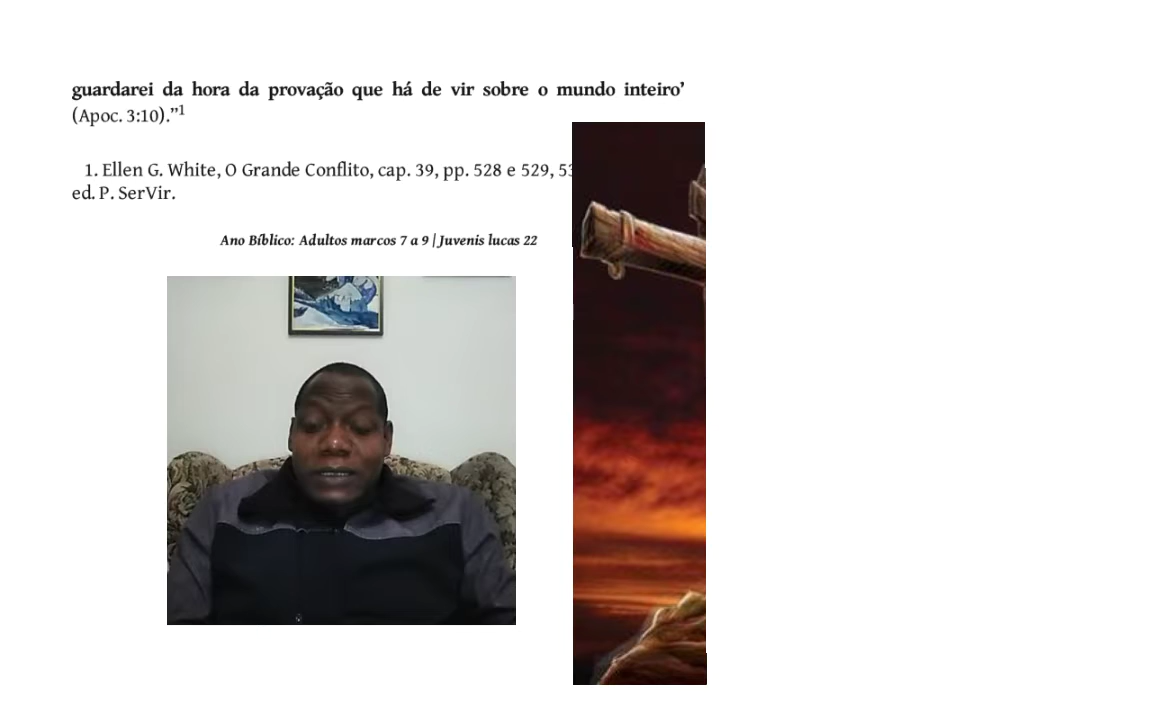 guardarei da hora da provação que há de vir sobre o mundo inteiro’
(Apoc. 3:10).”1
1. Ellen G. White, O Grande Conflito, cap. 39, pp. 528 e 529,
ed. P. SerVir.
Ano Bíblico: Adultos marcos 7 a 9 | Juvenis lucas 22